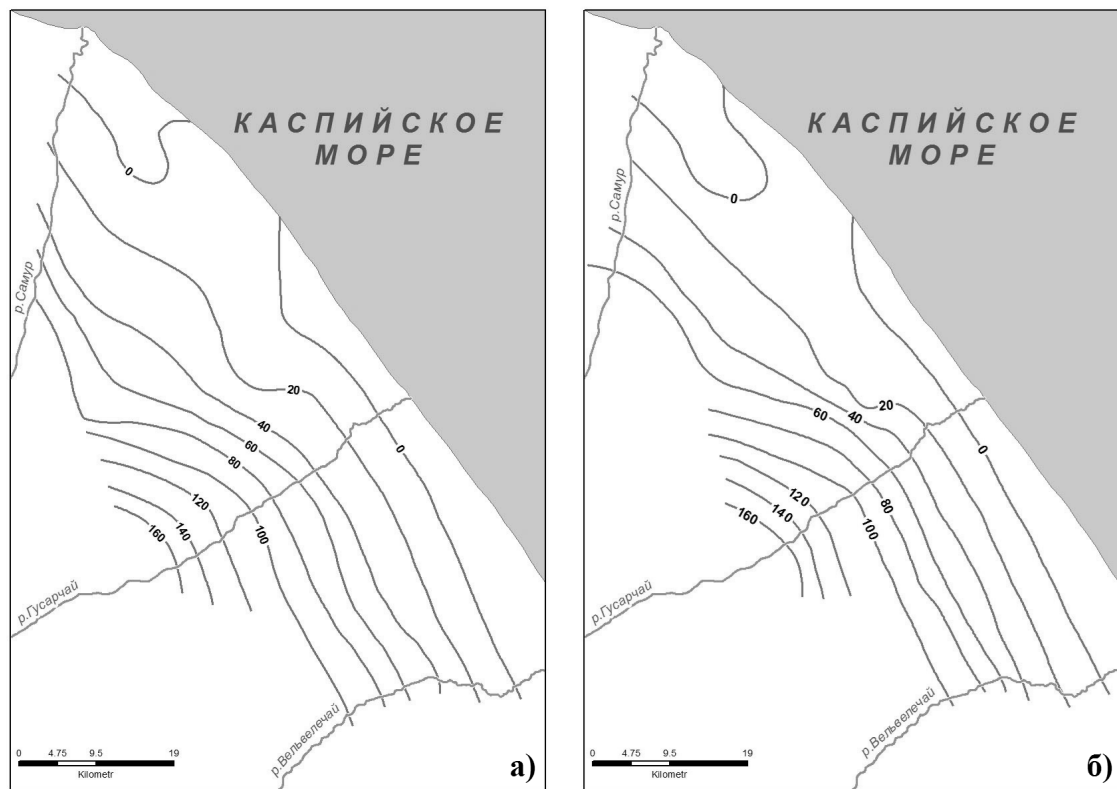 КАСПИЙСКОЕ
МОРЕ
0
р.Самур
20
40
60
80
0
100
120
140
160
р.Гусарчай
р.Вельвелечай
0 4.75 9.5 19
Kilometr
а)
КАСПИЙСКОЕ
МОРЕ
0
р.Самур
20
40
60
0
80
100
120
140
160
р.Гусарчай
р.Вельвелечай
0 4.75 9.5 19
Kilometr
б)